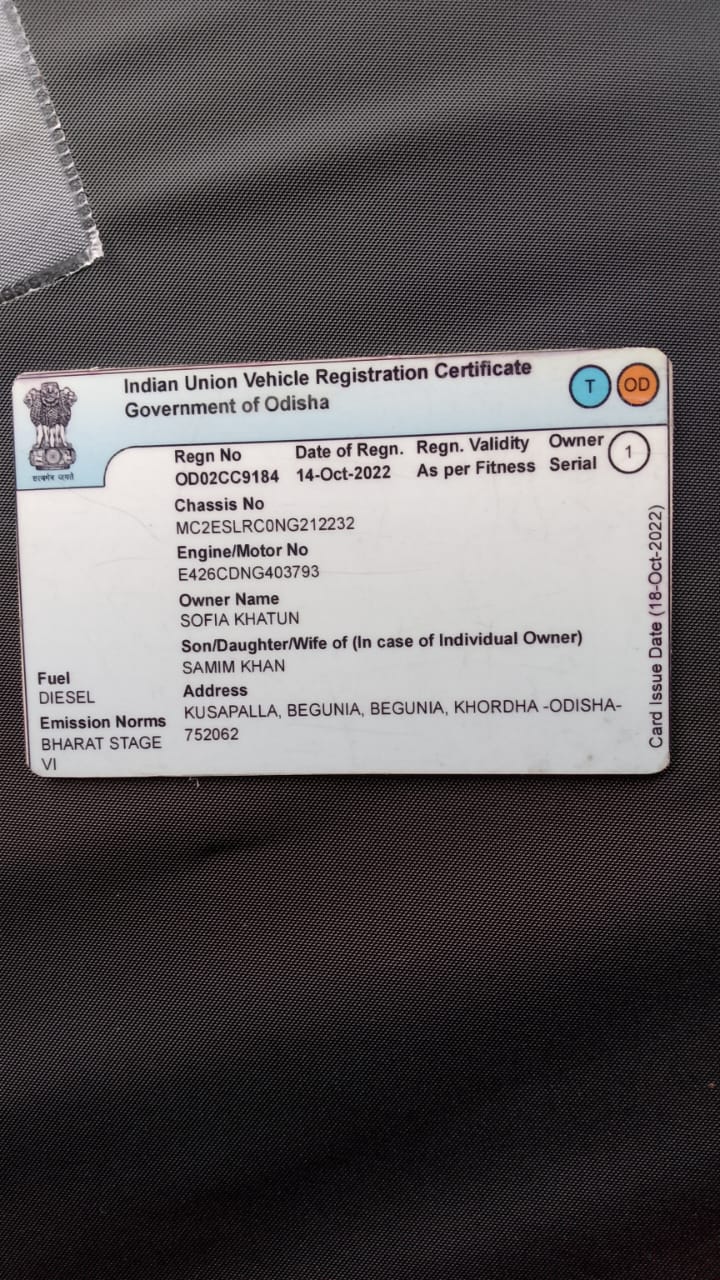 Indian Union Vehicle Registration Certificate
Government of Odisha
T OD
सत्यमेव जयते
Regn No Date of Regn. Regn. Validity Owner Serial 1
OD02CC9184 14-Oct-2022 As per Fitness
Chassis No
MC2ESLRC0NG212232
Engine/Motor No
E426CDNG403793
Owner Name
SOFIA KHATUN
Son/Daughter/Wife of (In case of Individual Owner)
SAMIM KHAN
Address
KUSAPALLA, BEGUNIA, BEGUNIA, KHORDHA -ODISHA-
752062
Fuel
DIESEL
Emission Norms
BHARAT STAGE
VI
Card Issue Date (18-Oct-2022)